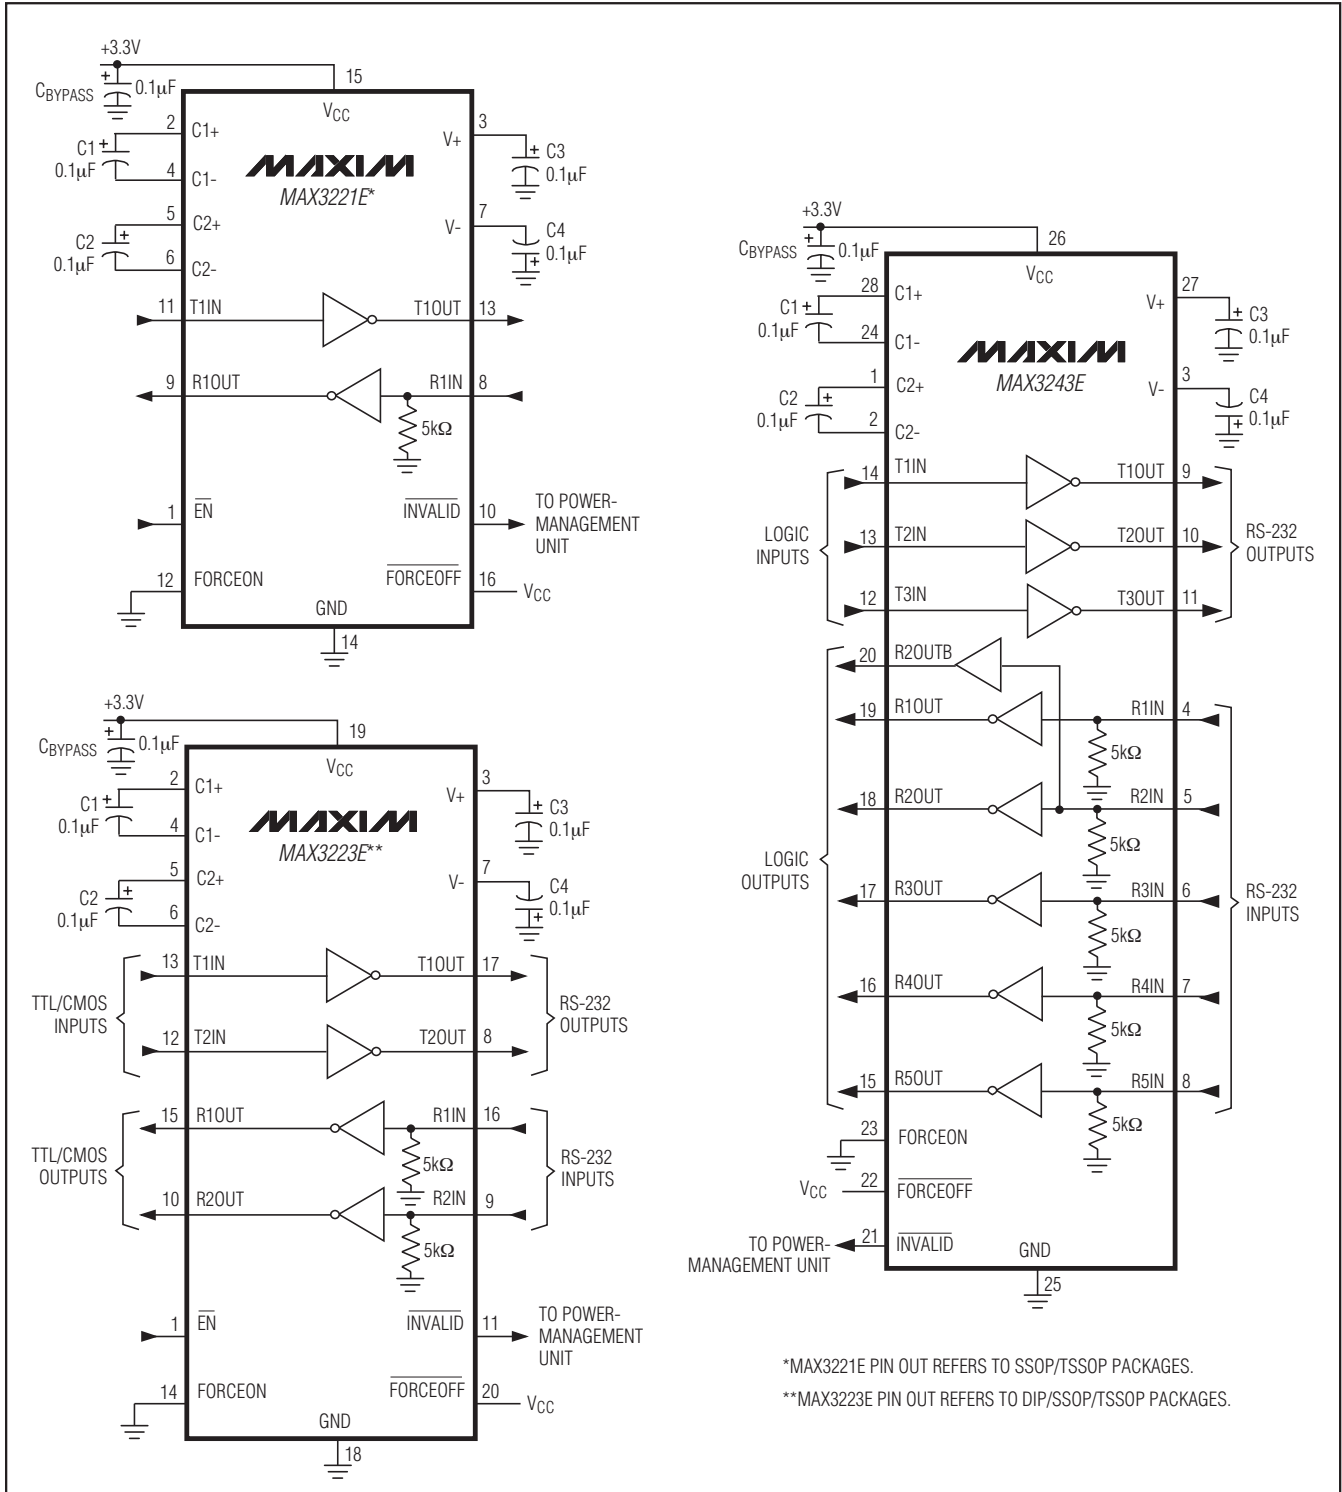 +3.3V
CBYPASS
+
0.1µF
15
VCC
2
C1+
C1
+
0.1µF
4
C1-
5
C2+
C2
+
0.1µF
6
C2-
3
V+
+
C3
0.1µF
MAXIM
MAX3221E*
7
V-
C4
0.1µF
+
11
T1IN
T1OUT
13
9
R1OUT
R1IN
8
5kΩ
1
EN
INVALID
10
TO POWER-
MANAGEMENT
UNIT
12
FORCEON
FORCEOFF
16
VCC
GND
14
+3.3V
CBYPASS
+
0.1µF
19
VCC
2
C1+
C1
+
0.1µF
4
C1-
5
C2+
C2
+
0.1µF
6
C2-
3
V+
+
C3
0.1µF
MAXIM
MAX3223E**
7
V-
C4
0.1µF
+
TTL/CMOS
INPUTS
13
T1IN
T1OUT
17
12
T2IN
T2OUT
8
RS-232
OUTPUTS
TTL/CMOS
OUTPUTS
15
R1OUT
R1IN
16
5kΩ
10
R2OUT
R2IN
9
5kΩ
RS-232
INPUTS
1
EN
INVALID
11
TO POWER-
MANAGEMENT
UNIT
14
FORCEON
FORCEOFF
20
VCC
GND
18
+3.3V
CBYPASS
+
0.1µF
26
VCC
28
C1+
C1
+
0.1µF
24
C1-
1
C2+
C2
+
0.1µF
2
C2-
27
V+
+
C3
0.1µF
MAXIM
MAX3243E
3
V-
C4
0.1µF
+
LOGIC
INPUTS
14
T1IN
T1OUT
9
13
T2IN
T2OUT
10
12
T3IN
T3OUT
11
RS-232
OUTPUTS
LOGIC
OUTPUTS
20
R2OUTB
19
R1OUT
R1IN
4
5kΩ
18
R2OUT
R2IN
5
5kΩ
17
R3OUT
R3IN
6
5kΩ
16
R4OUT
R4IN
7
5kΩ
15
R5OUT
R5IN
8
5kΩ
RS-232
INPUTS
23
FORCEON
VCC
22
FORCEOFF
TO POWER-
MANAGEMENT UNIT
21
INVALID
GND
25
*MAX3221E PIN OUT REFERS TO SSOP/TSSOP PACKAGES.
**MAX3223E PIN OUT REFERS TO DIP/SSOP/TSSOP PACKAGES.